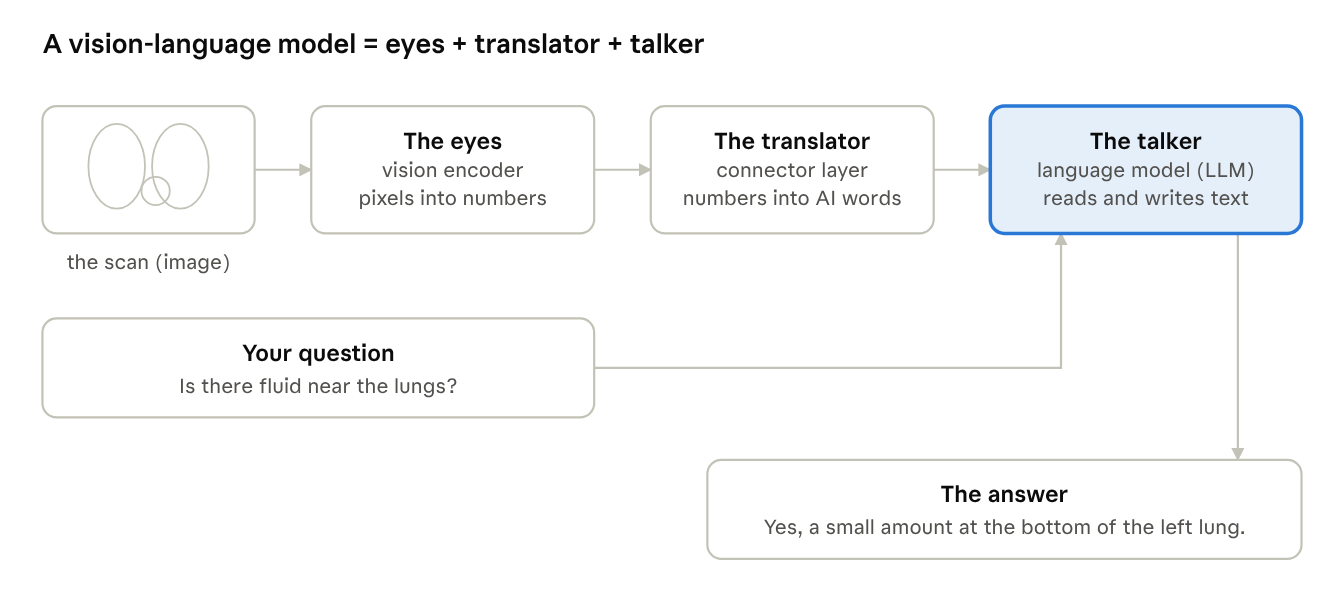 A vision-language model = eyes + translator + talker
The eyes
vision encoder
pixels into numbers
The translator
connector layer
numbers into AI words
The talker
language model (LLM)
reads and writes text
the scan (image)
Your question
Is there fluid near the lungs?
The answer
Yes, a small amount at the bottom of the left lung.